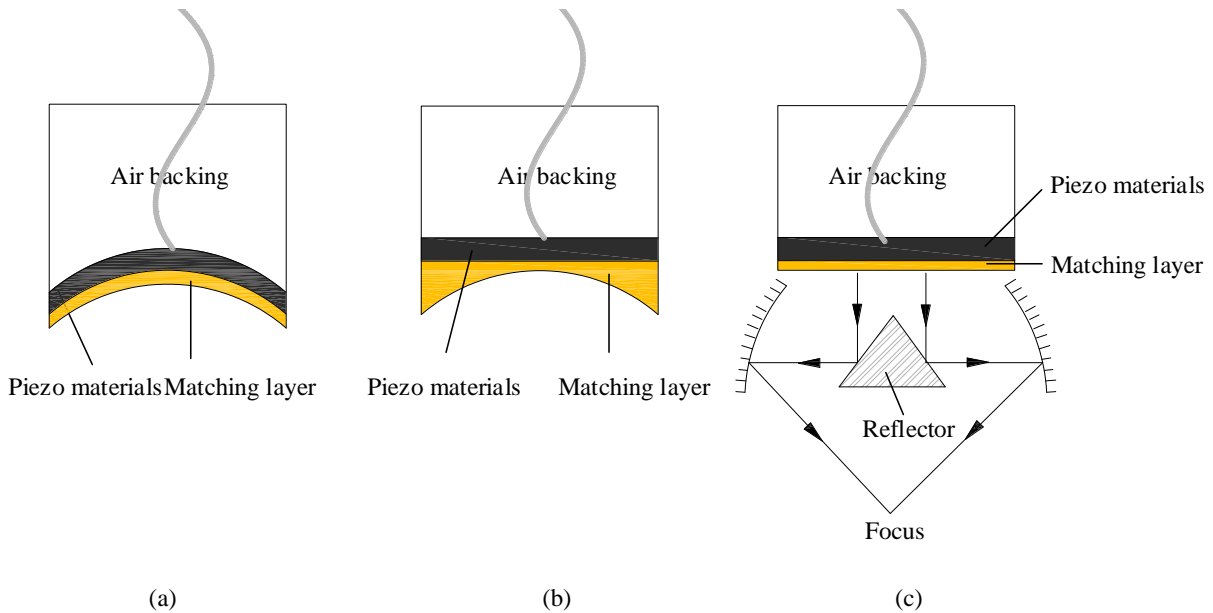 Air backing
Piezo materials
Matching layer
(a)
Air backing
Piezo materials
Matching layer
(b)
Air backing
Piezo materials
Matching layer
Reflector
Focus
(c)